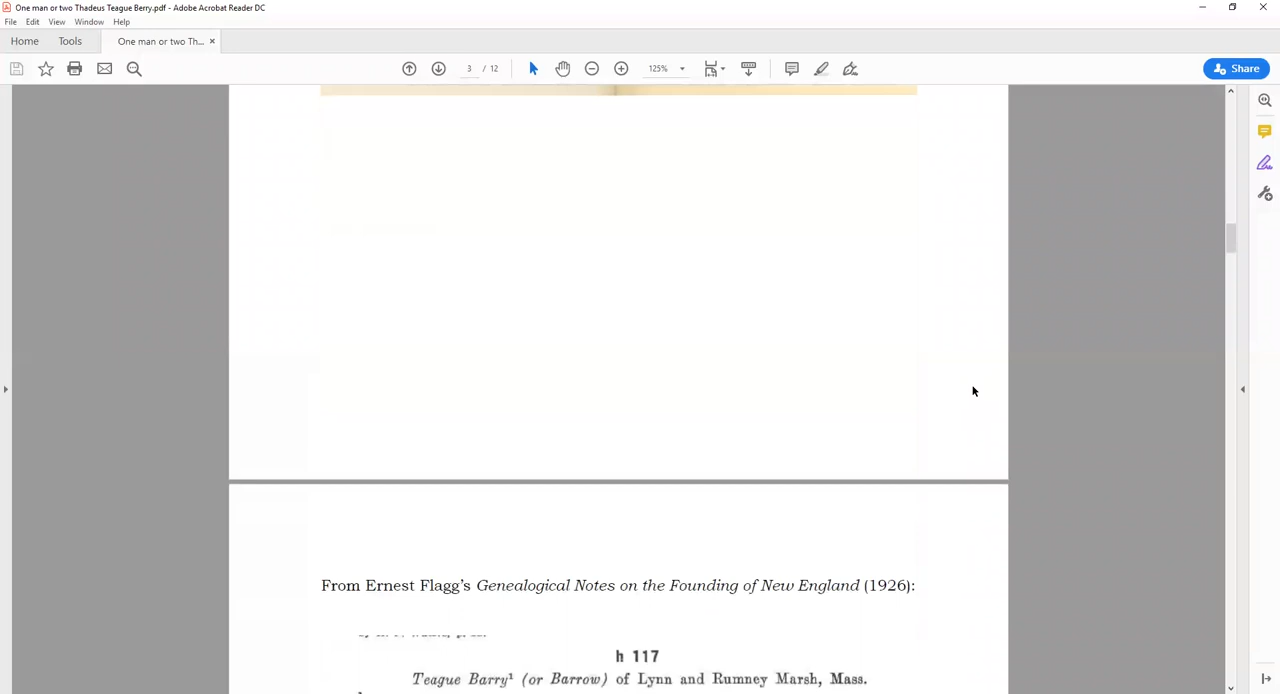 One man or two Thadeus Teague Berry.pdf - Adobe Acrobat Reader DC
File Edit View Window Help
Home Tools One man or two Th... ×
3 / 12 125% Share
From Ernest Flagg's Genealogical Notes on the Founding of New England (1926):
h 117
Teague Barry¹ (or Barrow) of Lynn and Rumney Marsh, Mass.